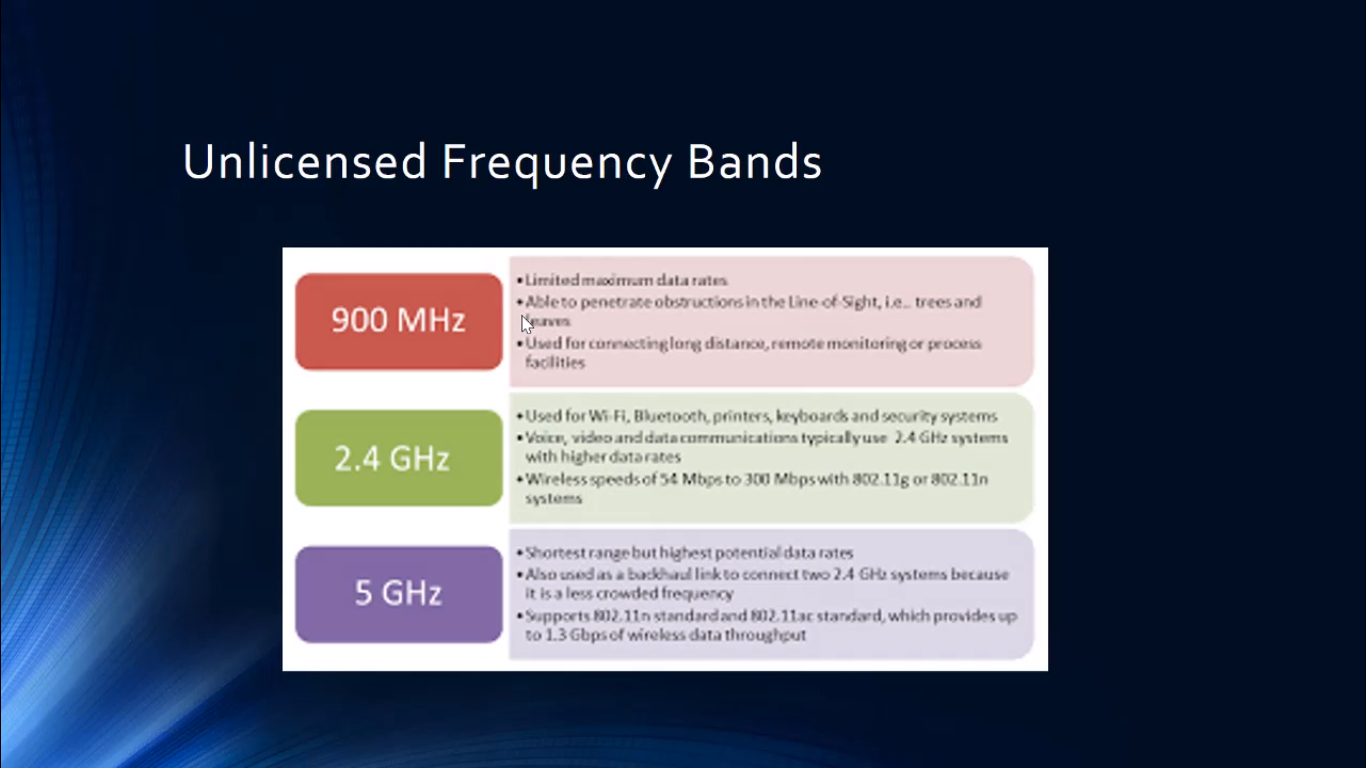 Unlicensed Frequency Bands
900 MHz
•Limited maximum data rates
•Able to penetrate obstructions in the Line-of-Sight, i.e.. trees and
leaves
•Used for connecting long distance, remote monitoring or process
facilities
2.4 GHz
•Used for Wi-Fi, Bluetooth, printers, keyboards and security systems
•Voice, video and data communications typically use 2.4 GHz systems
with higher data rates
•Wireless speeds of 54 Mbps to 300 Mbps with 802.11g or 802.11n
systems
5 GHz
•Shortest range but highest potential data rates
•Also used as a backhaul link to connect two 2.4 GHz systems because
it is a less crowded frequency
•Supports 802.11n standard and 802.11ac standard, which provides up
to 1.3 Gbps of wireless data throughput